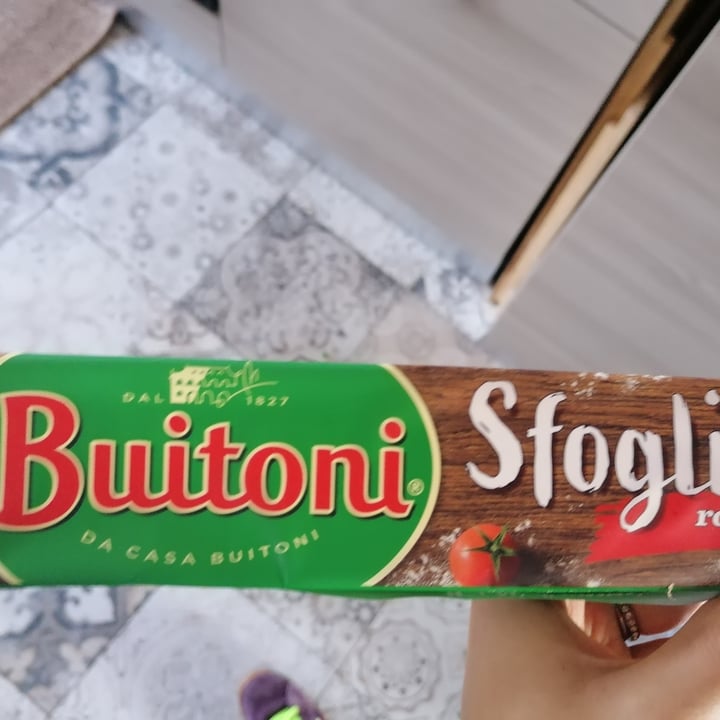 DAL 1827
Buitoni®
DA CASA BUITONI
Sfogli